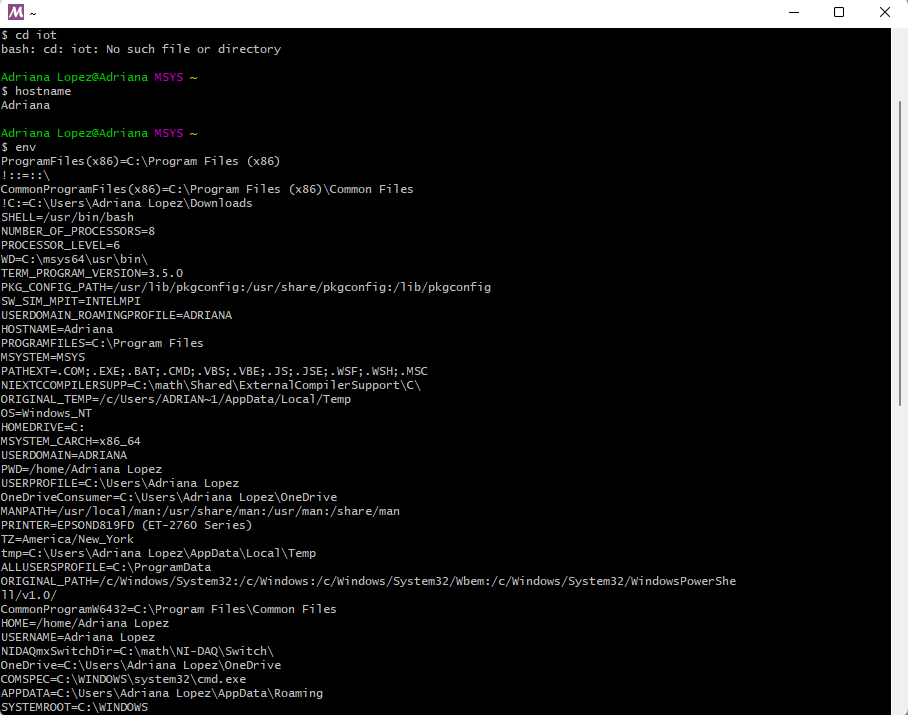 M ~
$ cd iot
bash: cd: iot: No such file or directory
Adriana Lopez@Adriana MSYS ~
$ hostname
Adriana
Adriana Lopez@Adriana MSYS ~
$ env
ProgramFiles(x86)=C:\Program Files (x86)
!::=::\
CommonProgramFiles(x86)=C:\Program Files (x86)\Common Files
!C:=C:\Users\Adriana Lopez\Downloads
SHELL=/usr/bin/bash
NUMBER_OF_PROCESSORS=8
PROCESSOR_LEVEL=6
WD=C:\msys64\usr\bin\
TERM_PROGRAM_VERSION=3.5.0
PKG_CONFIG_PATH=/usr/lib/pkgconfig:/usr/share/pkgconfig:/lib/pkgconfig
SW_SIM_MPIT=INTELMPI
USERDOMAIN_ROAMINGPROFILE=ADRIANA
HOSTNAME=Adriana
PROGRAMFILES=C:\Program Files
MSYSTEM=MSYS
PATHEXT=.COM;.EXE;.BAT;.CMD;.VBS;.VBE;.JS;.JSE;.WSF;.WSH;.MSC
NIEXTCCOMPILERSUPP=C:\math\Shared\ExternalCompilerSupport\C\
ORIGINAL_TEMP=/c/Users/ADRIAN~1/AppData/Local/Temp
OS=Windows_NT
HOMEDRIVE=C:
MSYSTEM_CARCH=x86_64
USERDOMAIN=ADRIANA
PWD=/home/Adriana Lopez
USERPROFILE=C:\Users\Adriana Lopez
OneDriveConsumer=C:\Users\Adriana Lopez\OneDrive
MANPATH=/usr/local/man:/usr/share/man:/usr/man:/share/man
PRINTER=EPSOND819FD (ET-2760 Series)
TZ=America/New_York
tmp=C:\Users\Adriana Lopez\AppData\Local\Temp
ALLUSERSPROFILE=C:\ProgramData
ORIGINAL_PATH=/c/Windows/System32:/c/Windows:/c/Windows/System32/Wbem:/c/Windows/System32/WindowsPowerShe
ll/v1.0/
CommonProgramW6432=C:\Program Files\Common Files
HOME=/home/Adriana Lopez
USERNAME=Adriana Lopez
NIDAQmxSwitchDir=C:\math\NI-DAQ\Switch\
OneDrive=C:\Users\Adriana Lopez\OneDrive
COMSPEC=C:\WINDOWS\system32\cmd.exe
APPDATA=C:\Users\Adriana Lopez\AppData\Roaming
SYSTEMROOT=C:\WINDOWS